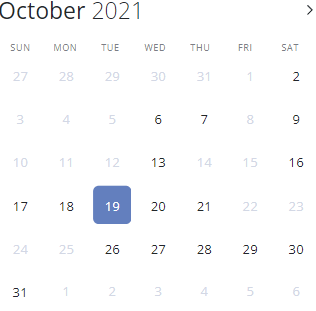 October 2021
SUN MON TUE WED THU FRI SAT
27 28 29 30 31 1 2
3 4 5 6 7 8 9
10 11 12 13 14 15 16
17 18 19 20 21 22 23
24 25 26 27 28 29 30
31 1 2 3 4 5 6